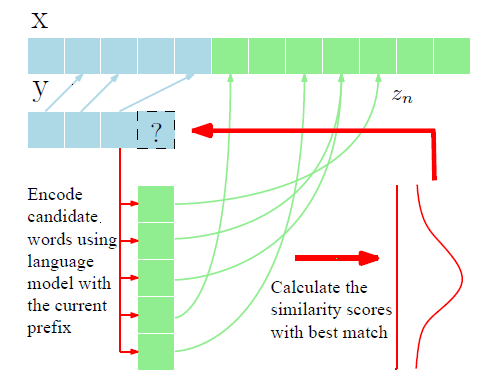 x
y
z_n
?
Encode
candidate.
words using
language
model with
the current
prefix
Calculate the
similarity scores
with best match